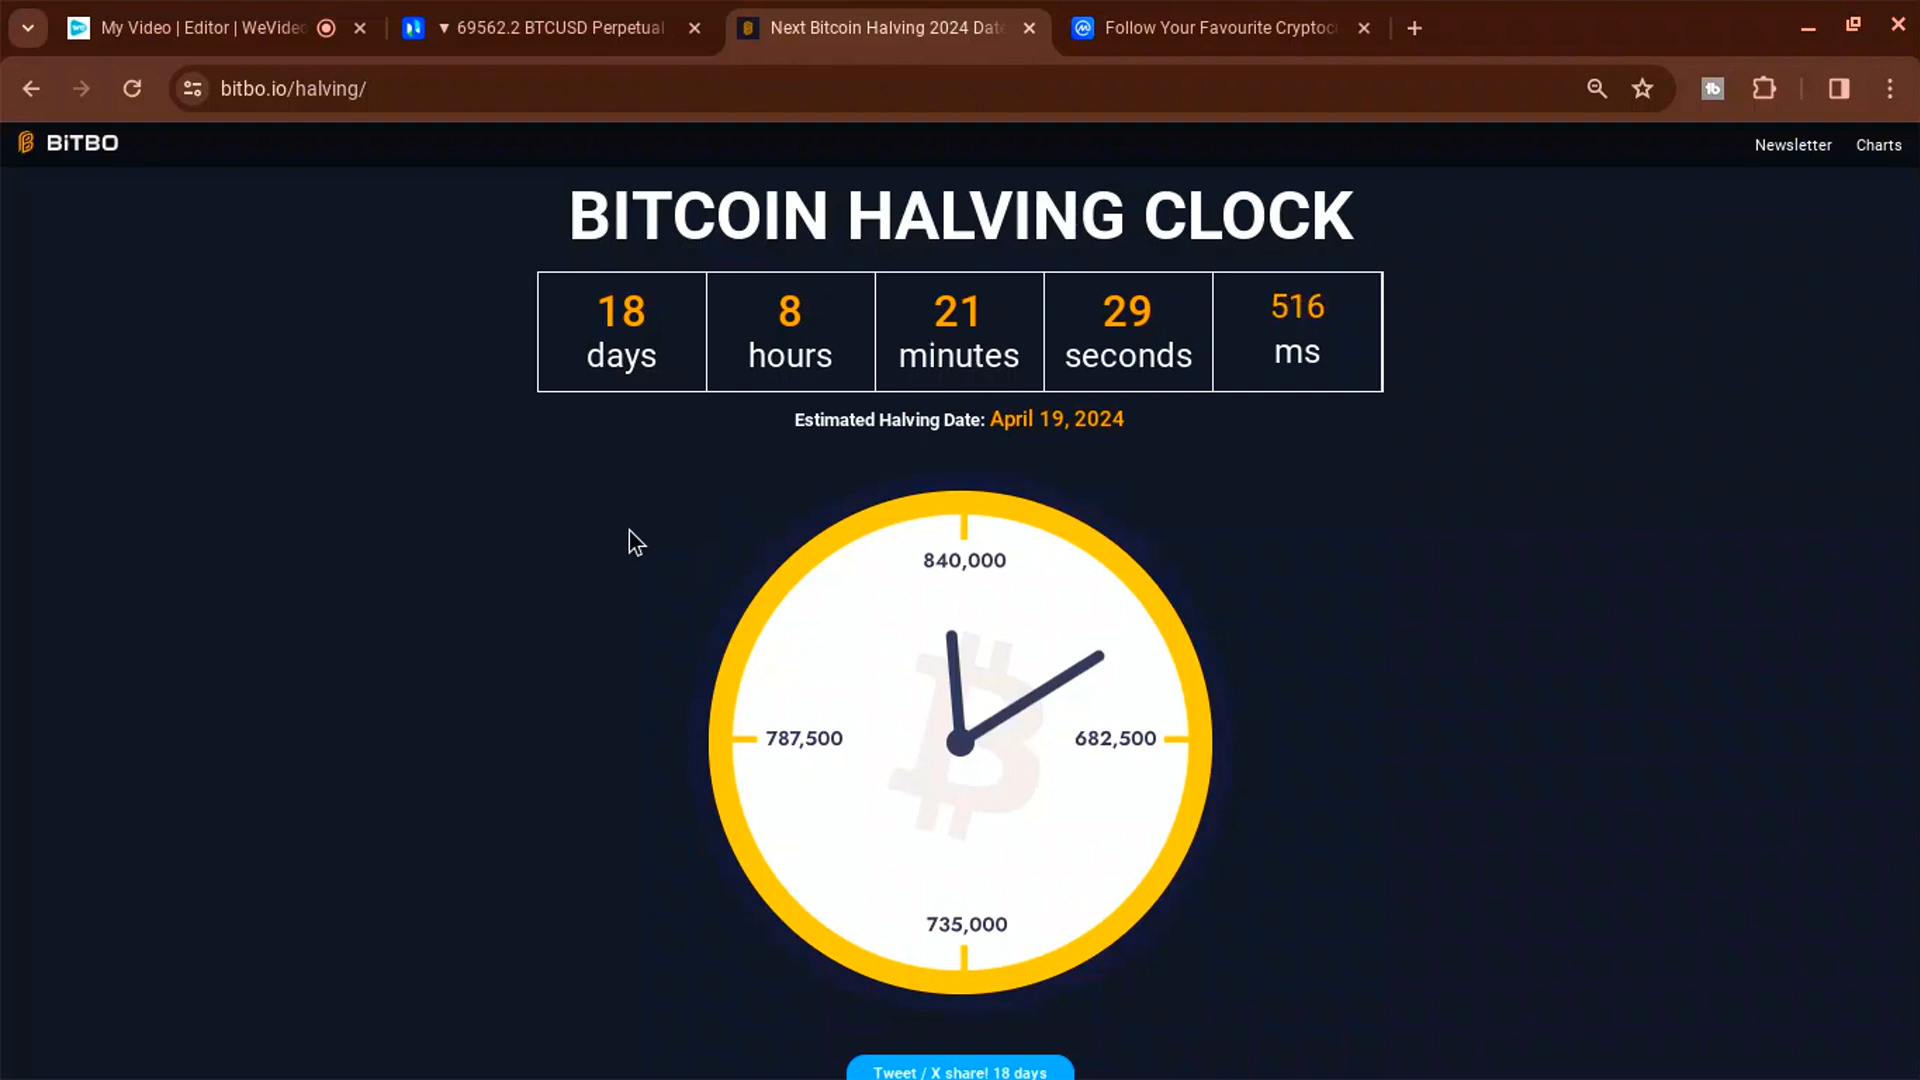 My Video | Editor | WeVideo
▼ 69562.2 BTCUSD Perpetual
Next Bitcoin Halving 2024 Date
Follow Your Favourite Cryptoc
bitbo.io/halving/
BiTBO
Newsletter
Charts
BITCOIN HALVING CLOCK
18 8 21 29 516
days hours minutes seconds ms
Estimated Halving Date: April 19, 2024
840,000
787,500
682,500
735,000
Tweet / X share! 18 days